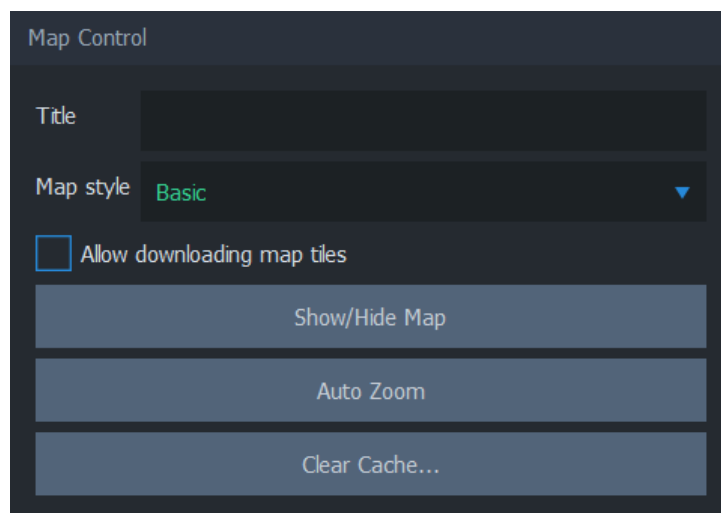 Map Control
Title
Map style Basic
Allow downloading map tiles
Show/Hide Map
Auto Zoom
Clear Cache...